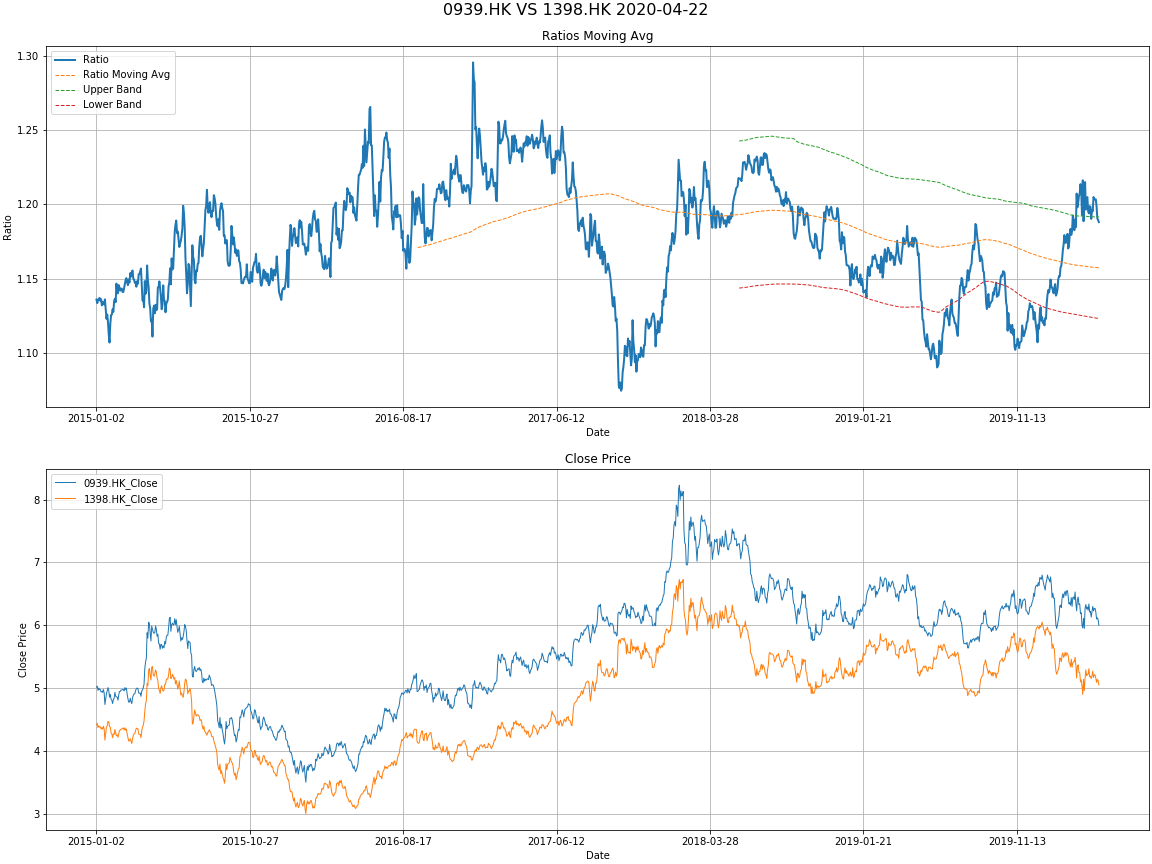 0939.HK VS 1398.HK 2020-04-22
Ratios Moving Avg
Ratio
Ratio Moving Avg
Upper Band
Lower Band
1.30
1.25
1.20
1.15
1.10
Ratio
2015-01-02 2015-10-27 2016-08-17 2017-06-12 2018-03-28 2019-01-21 2019-11-13
Date
Close Price
0939.HK_Close
1398.HK_Close
8
7
6
5
4
3
Close Price
2015-01-02 2015-10-27 2016-08-17 2017-06-12 2018-03-28 2019-01-21 2019-11-13
Date